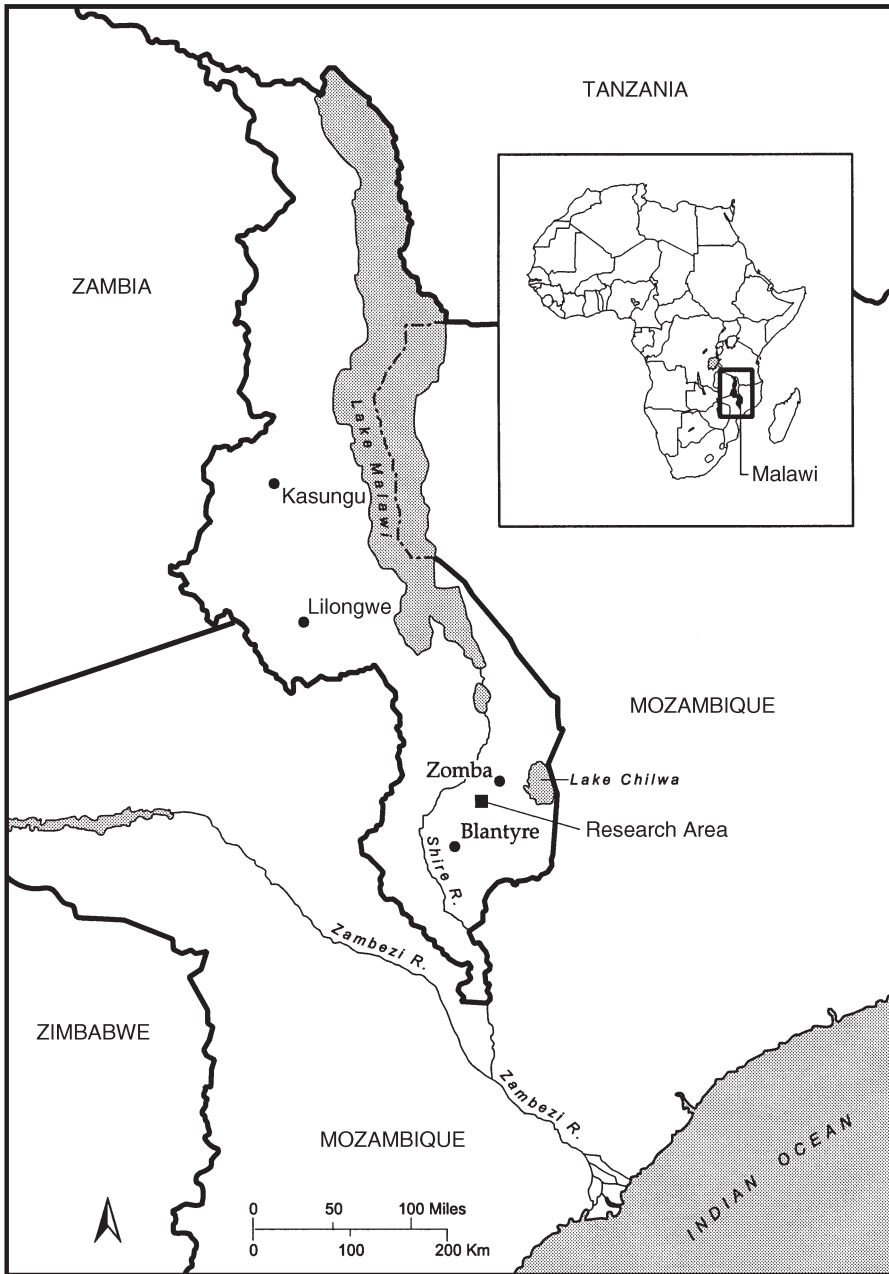 TANZANIA
ZAMBIA
Malawi
Lake Malawi
Kasungu
Lilongwe
MOZAMBIQUE
Zomba
Lake Chilwa
Research Area
Blantyre
Shire R.
Zambezi R.
ZIMBABWE
Zambezi R.
MOZAMBIQUE
INDIAN OCEAN
0 50 100 Miles
0 100 200 Km